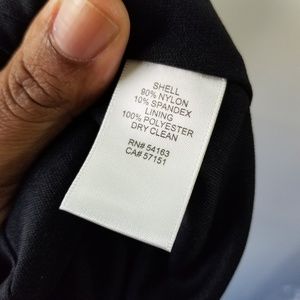 SHELL
90% NYLON
10% SPANDEX
LINING
100% POLYESTER
DRY CLEAN
RN# 54163
CA# 57151